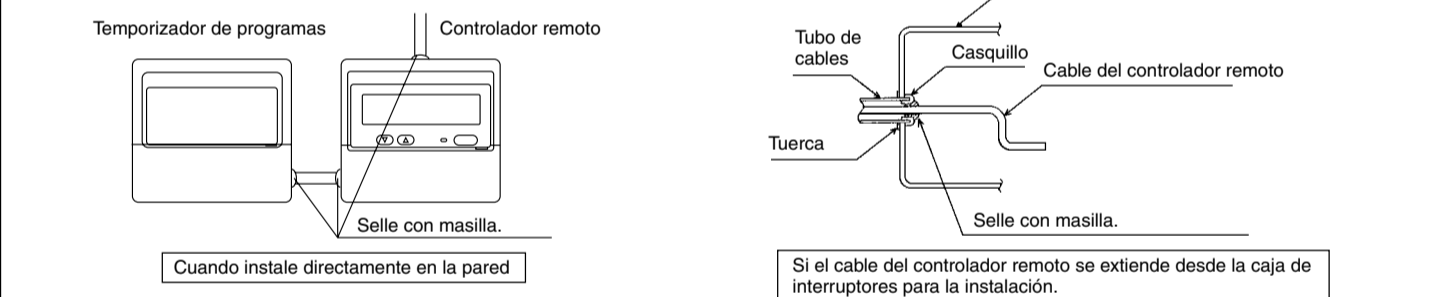 Temporizador de programas
Controlador remoto
Selle con masilla.
Cuando instale directamente en la pared
Tubo de
cables
Casquillo
Cable del controlador remoto
Tuerca
Selle con masilla.
Si el cable del controlador remoto se extiende desde la caja de
interruptores para la instalación.